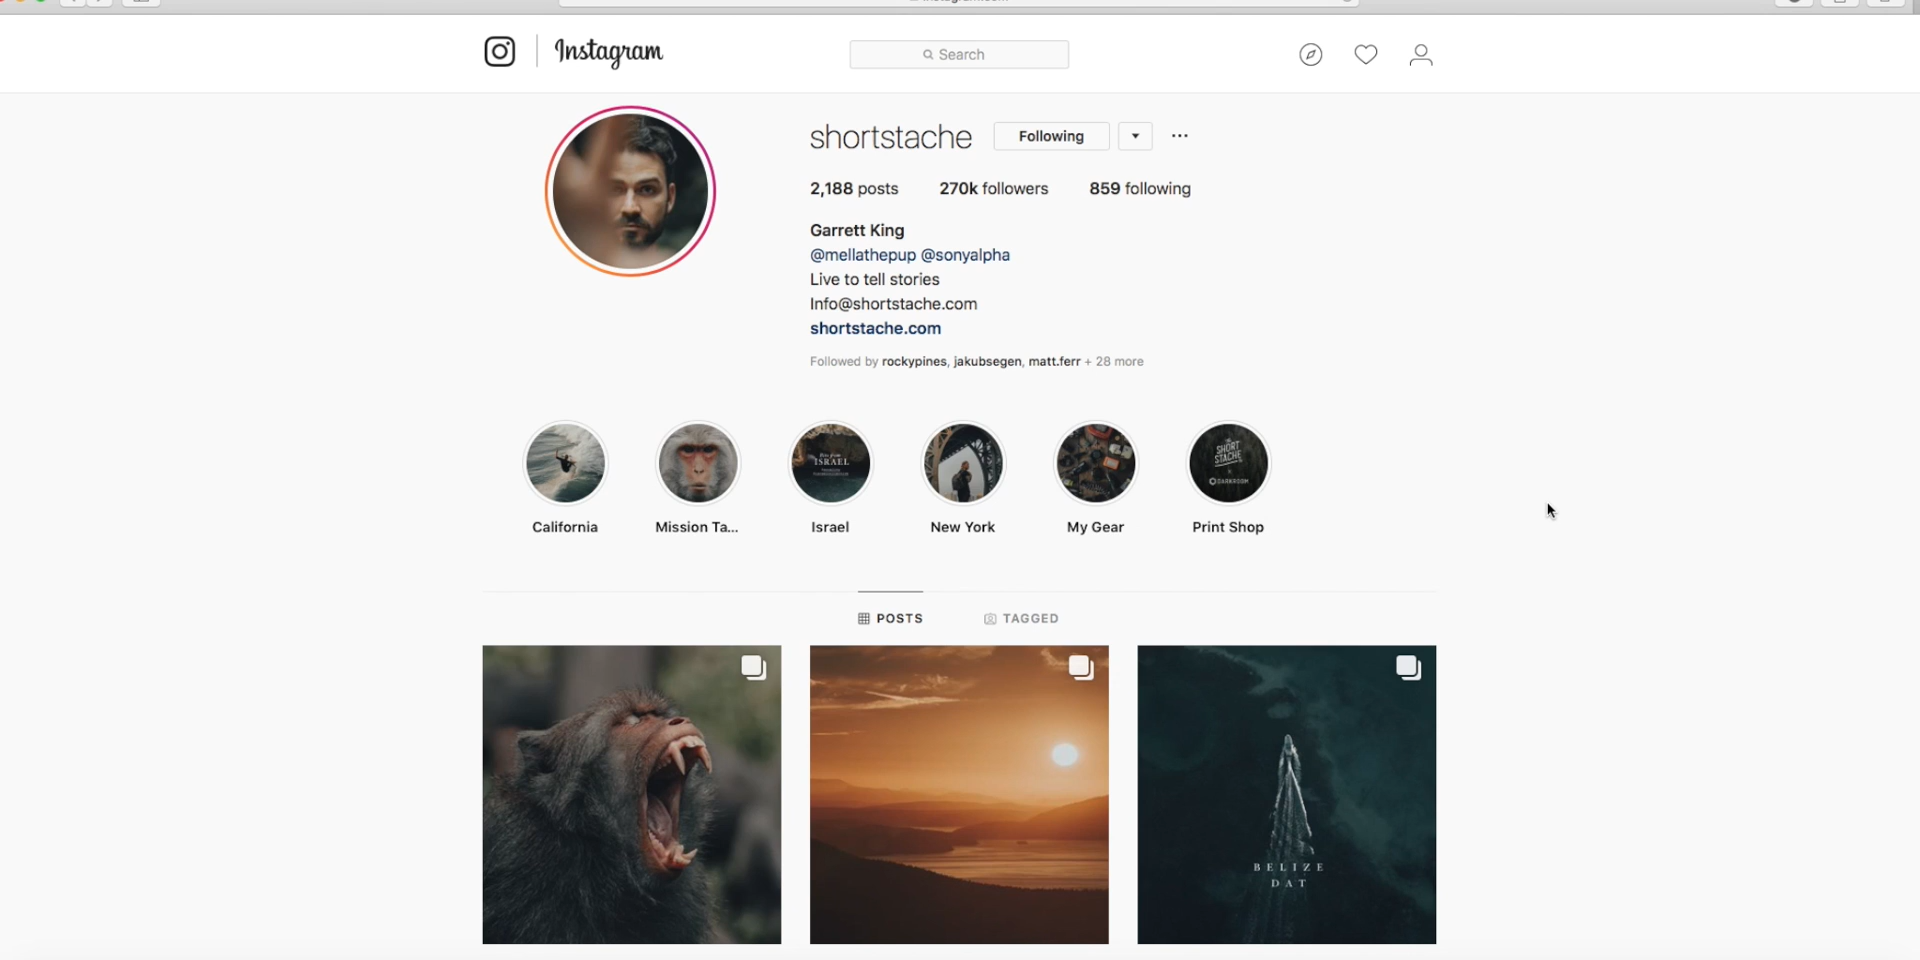 Instagram
Search
shortstache Following
2,188 posts 270k followers 859 following
Garrett King
@mellathepup @sonyalpha
Live to tell stories
Info@shortstache.com
shortstache.com
Followed by rockypines, jakubsegen, matt.ferr + 28 more
ISRAEL
SHORT
STACHE
X
DARKROOM
California Mission Ta... Israel New York My Gear Print Shop
POSTS TAGGED
BELIZE
DAT